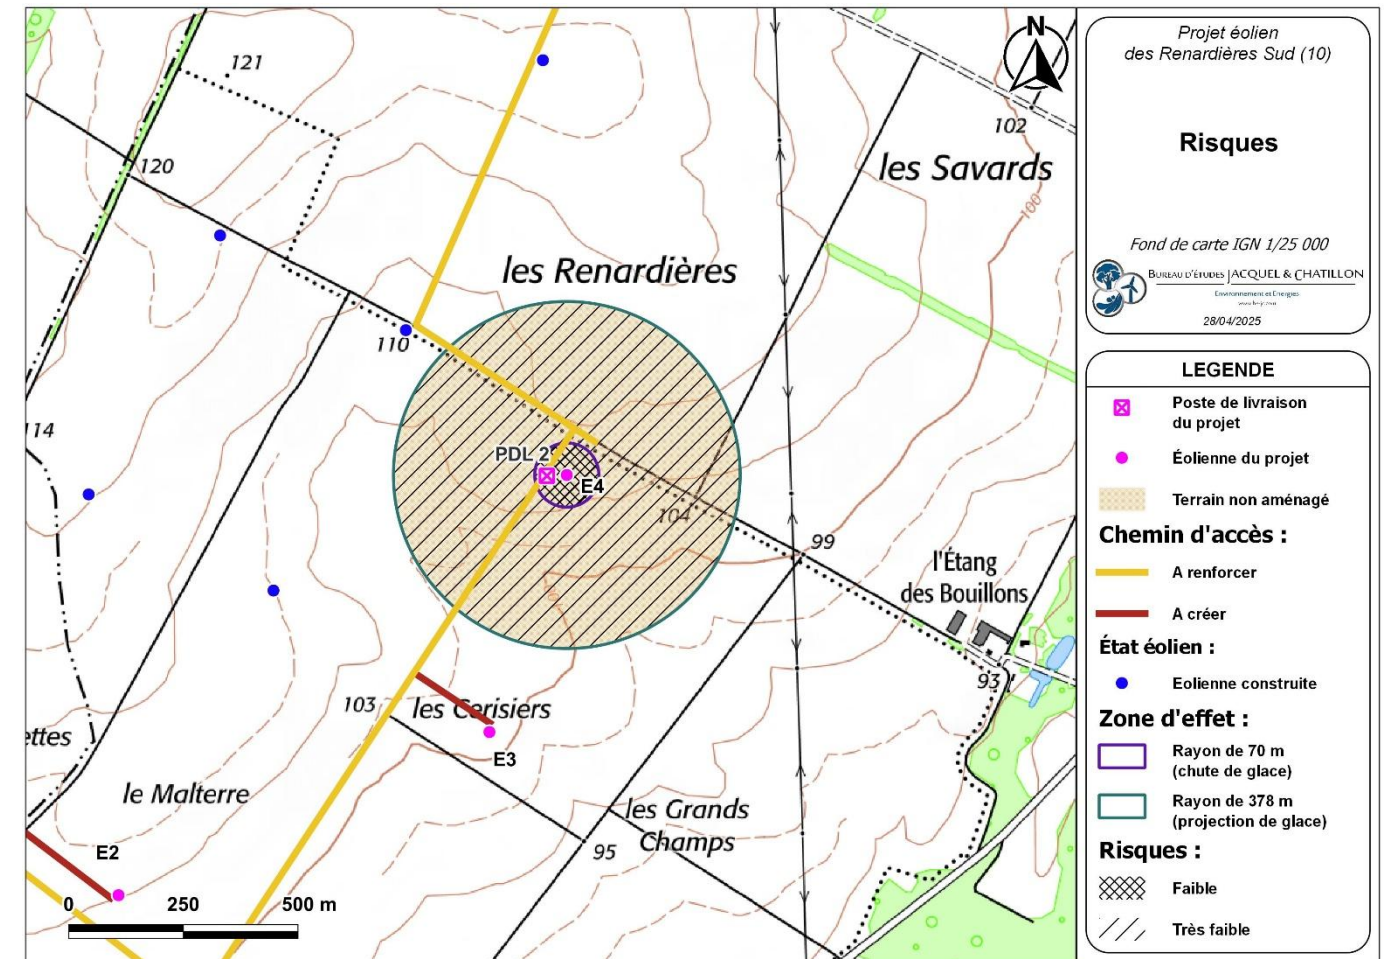 121
120
les Savards
102
100
les Renardières
110
114
PDL 2
E4
104
99
l'Étang
des Bouillons
93
103
les Cerisiers
E3
ettes
le Malterre
les Grands
Champs
95
E2
0 250 500 m
N
Projet éolien
des Renardières Sud (10)
Risques
Fond de carte IGN 1/25 000
BUREAU D'ÉTUDES JACQUEL & CHATILLON
Environnement et Energies
28/04/2025
LEGENDE
Poste de livraison
du projet
Éolienne du projet
Terrain non aménagé
Chemin d'accès :
A renforcer
A créer
État éolien :
Eolienne construite
Zone d'effet :
Rayon de 70 m
(chute de glace)
Rayon de 378 m
(projection de glace)
Risques :
Faible
Très faible